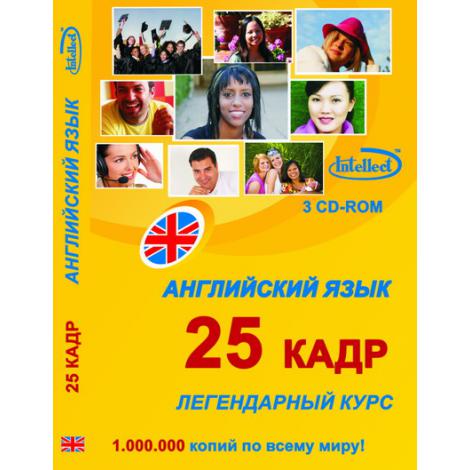 Intellect
АНГЛИЙСКИЙ ЯЗЫК
25 КАДР
Intellect™
3 CD-ROM
АНГЛИЙСКИЙ ЯЗЫК
25 КАДР
ЛЕГЕНДАРНЫЙ КУРС
1.000.000 копий по всему миру!